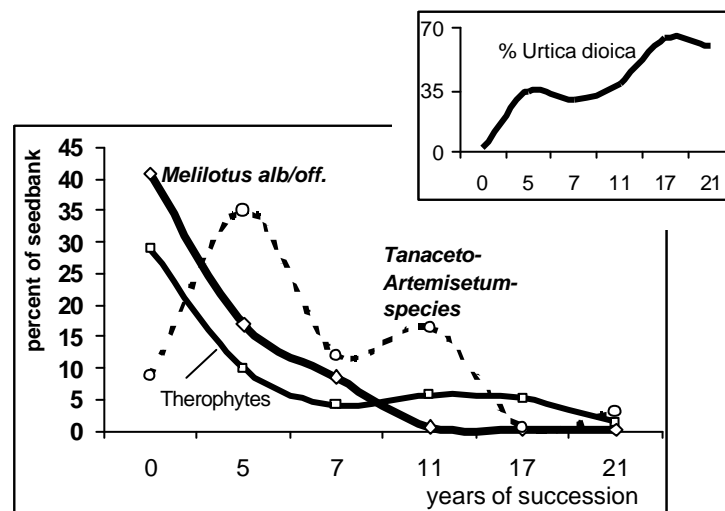 70
% Urtica dioica
35
0
0 5 7 11 17 21
45
Melilotus alb/off.
40
35
30
Tanaceto-
Artemisetum-
species
25
20
15
10
Therophytes
5
0
0 5 7 11 17 21
years of succession
percent of seedbank